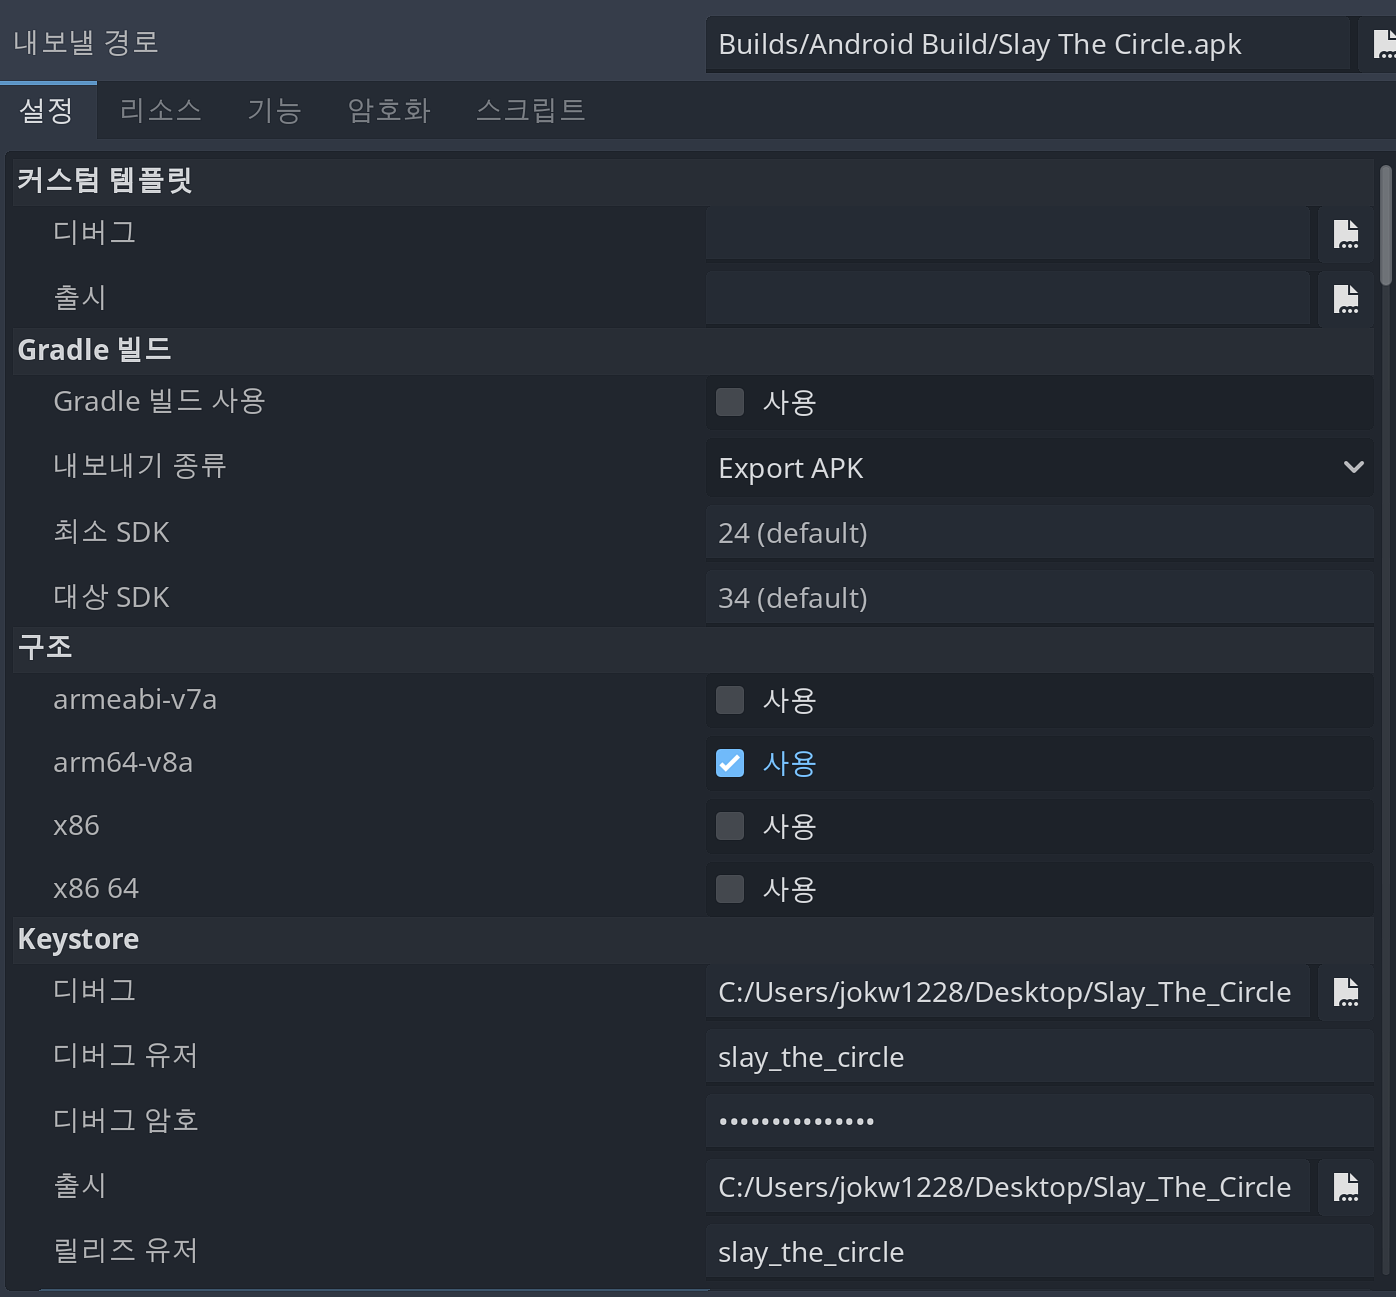 내보낼 경로 Builds/Android Build/Slay The Circle.apk
설정 리소스 기능 암호화 스크립트
커스텀 템플릿
디버그
출시
Gradle 빌드
Gradle 빌드 사용 사용
내보내기 종류 Export APK
최소 SDK 24 (default)
대상 SDK 34 (default)
구조
armeabi-v7a 사용
arm64-v8a 사용
x86 사용
x86 64 사용
Keystore
디버그 C:/Users/jokw1228/Desktop/Slay_The_Circle
디버그 유저 slay_the_circle
디버그 암호 •••••••••••••••
출시 C:/Users/jokw1228/Desktop/Slay_The_Circle
릴리즈 유저 slay_the_circle